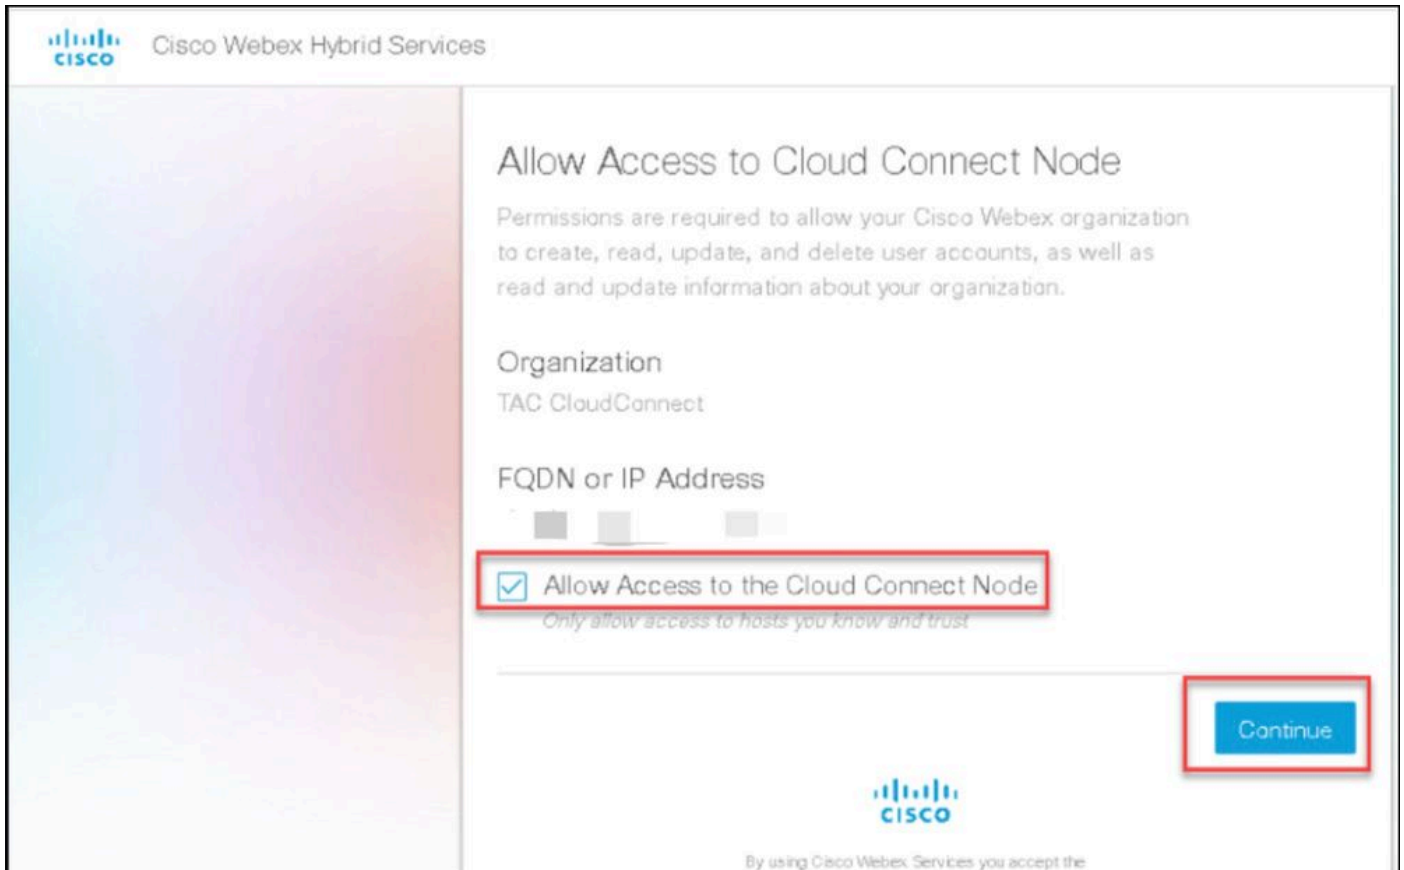 CISCO
Cisco Webex Hybrid Services
Allow Access to Cloud Connect Node
Permissions are required to allow your Cisco Webex organization
to create, read, update, and delete user accounts, as well as
read and update information about your organization.
Organization
TAC CloudConnect
FQDN or IP Address
Allow Access to the Cloud Connect Node
Only allow access to hosts you know and trust
Continue
CISCO
By using Cisco Webex Services you accept the